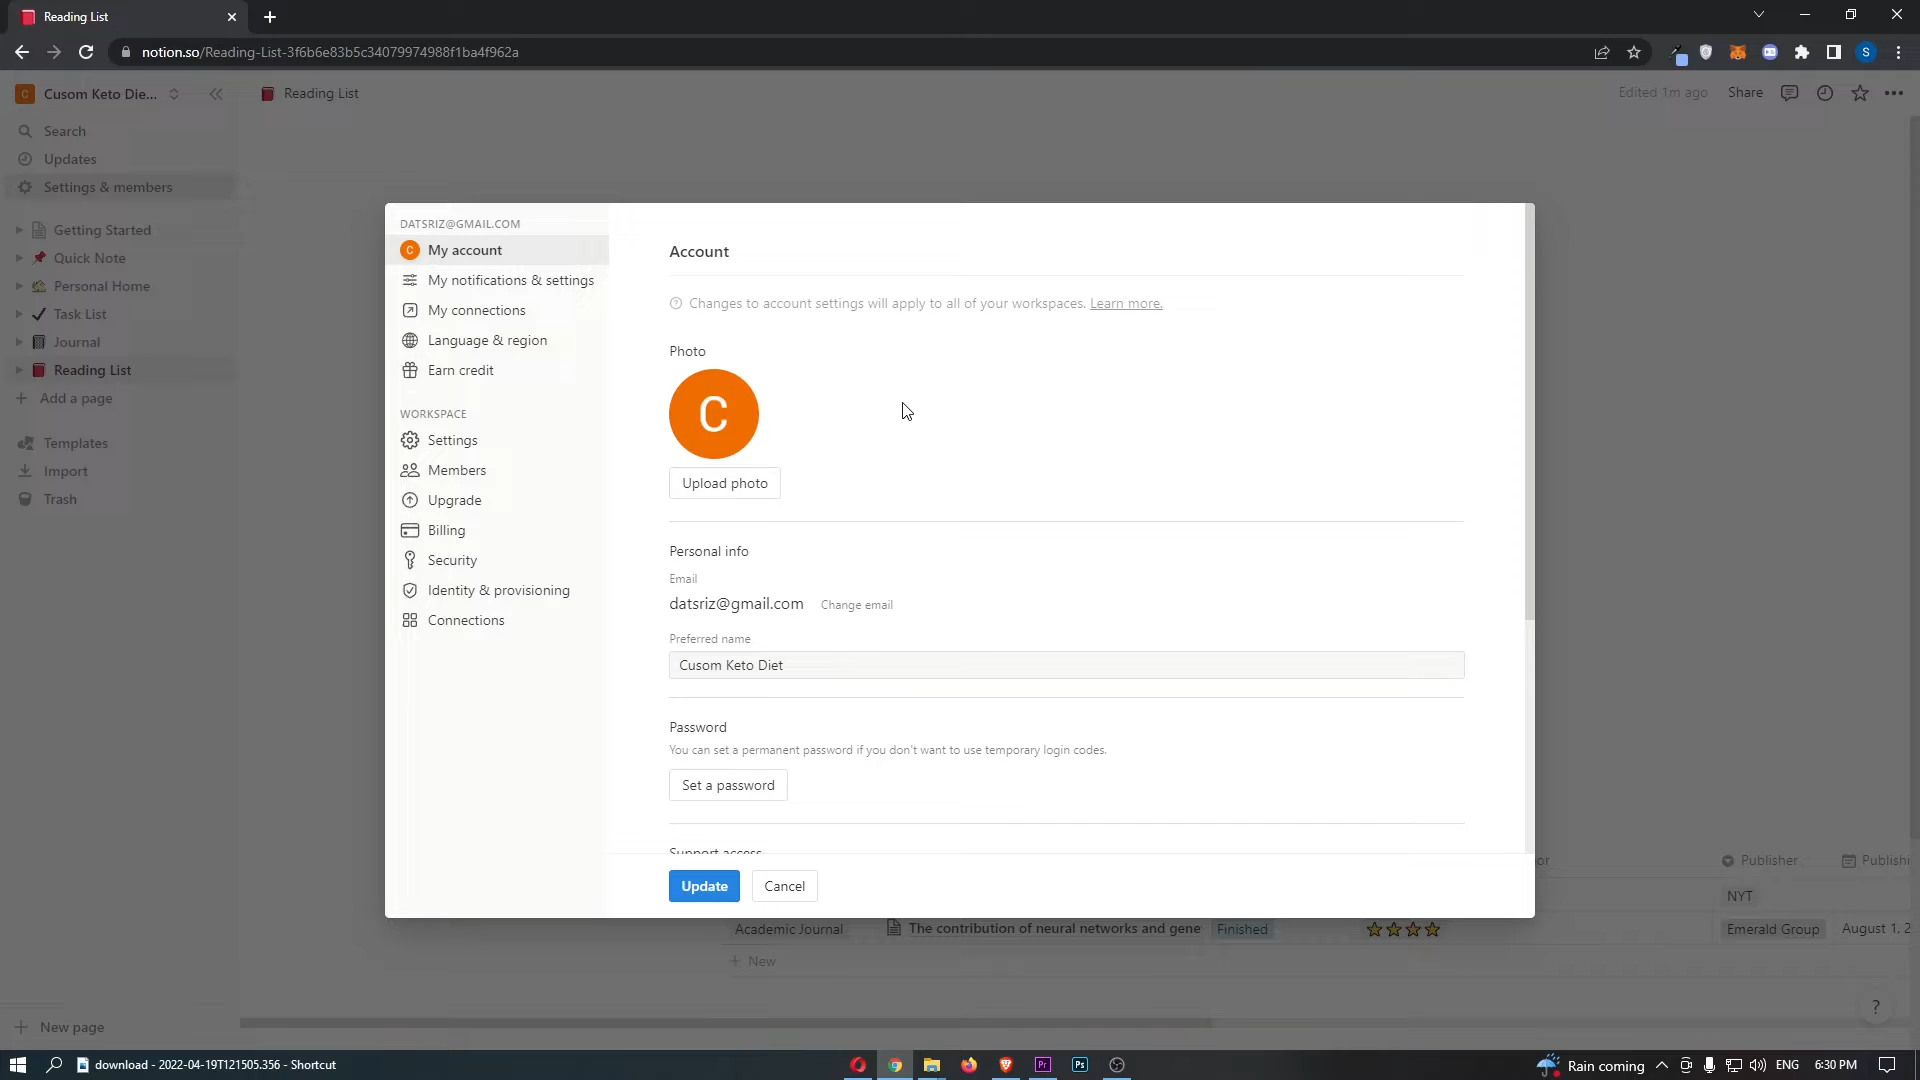 Reading List
notion.so/Reading-List-3f6b6e83b5c34079974988f1ba4f962a
S
C Cusom Keto Die...
Reading List
Edited 1m ago
Share
Search
Updates
Settings & members
Getting Started
Quick Note
Personal Home
Task List
Journal
Reading List
Add a page
Templates
Import
Trash
New page
DATSRIZ@GMAIL.COM
C My account
My notifications & settings
My connections
Language & region
Earn credit
WORKSPACE
Settings
Members
Upgrade
Billing
Security
Identity & provisioning
Connections
Account
Changes to account settings will apply to all of your workspaces. Learn more.
Photo
C
Upload photo
Personal info
Email
datsriz@gmail.com Change email
Preferred name
Cusom Keto Diet
Password
You can set a permanent password if you don't want to use temporary login codes.
Set a password
Support access
Update Cancel
or Publisher Publishi
NYT
Academic Journal The contribution of neural networks and gene Finished Emerald Group August 1, 2
New
?
download - 2022-04-19T121505.356 - Shortcut
Pr
Ps
Rain coming
ENG
6:30 PM